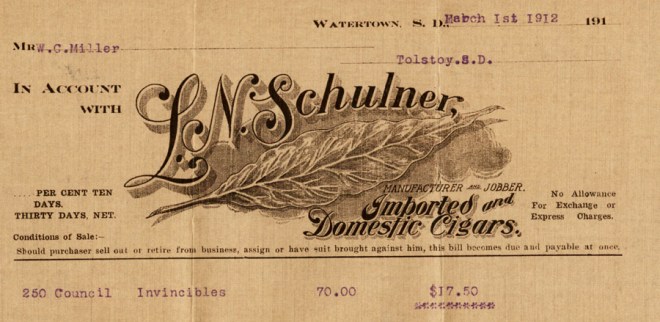 WATERTOWN, S. D., March 1st 1912 191
MR W.C.Miller
Tolstoy.S.D.
IN ACCOUNT
WITH
L. N. Schulner,
MANUFACTURER AND JOBBER.
Imported and
Domestic Cigars.
.... PER CENT TEN
DAYS.
THIRTY DAYS, NET.
No Allowance
For Exchange or
Express Charges.
Conditions of Sale:-
Should purchaser sell out or retire from business, assign or have suit brought against him, this bill becomes due and payable at once.
250 Council Invincibles 70.00 $17.50